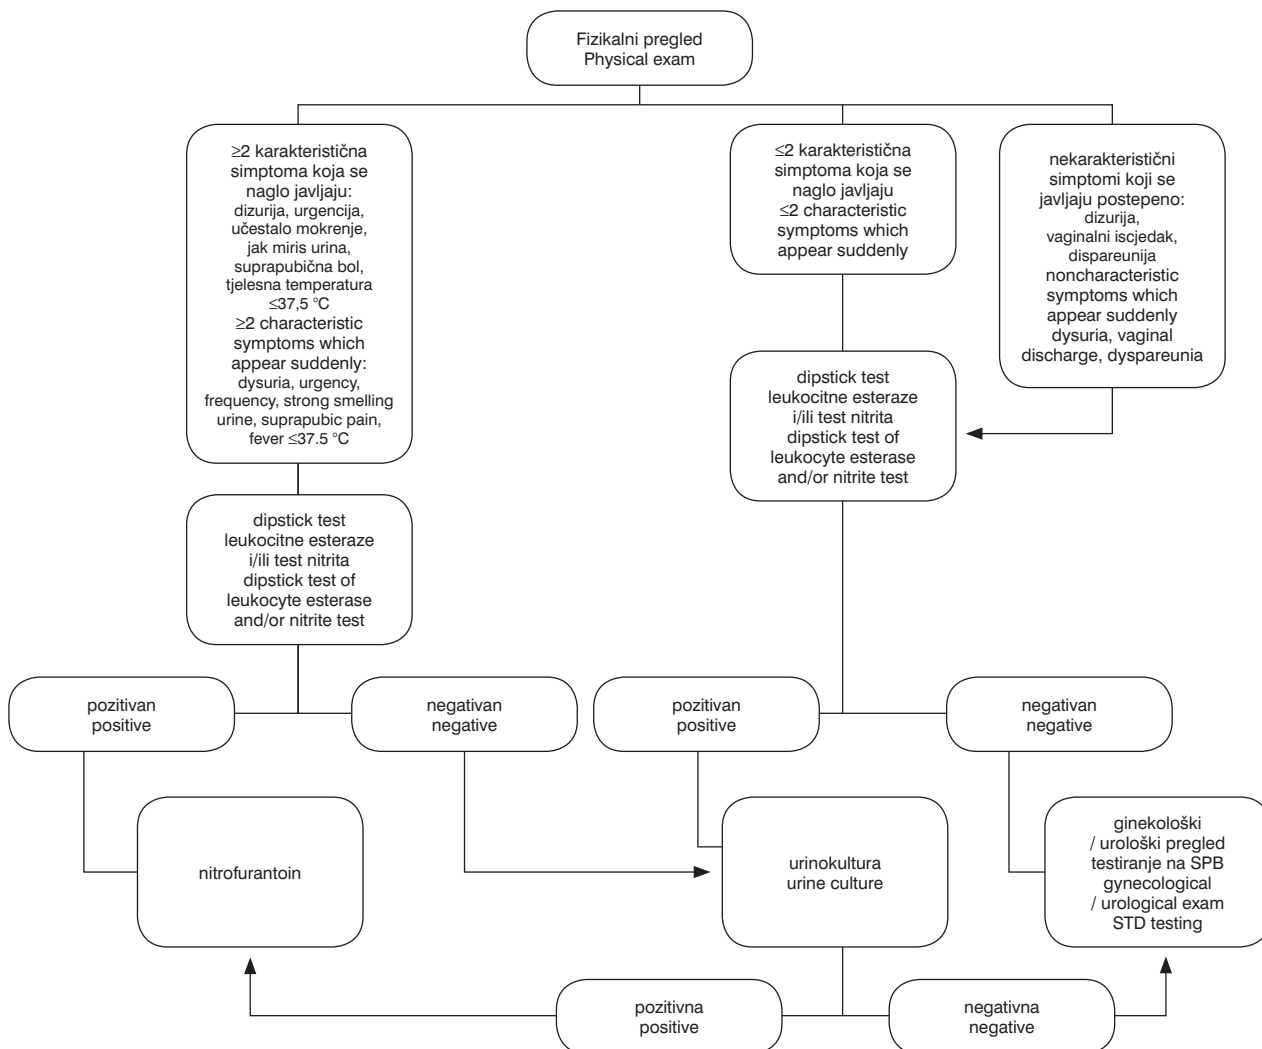 Fizikalni pregled
Physical exam
≥2 karakteristična
simptoma koja se
naglo javljaju:
dizurija, urgencija,
učestalo mokrenje,
jak miris urina,
suprapubična bol,
tjelesna temperatura
≤37,5 °C
≥2 characteristic
symptoms which
appear suddenly:
dysuria, urgency,
frequency, strong smelling
urine, suprapubic pain,
fever ≤37.5 °C
≤2 karakteristična
simptoma koja se
naglo javljaju
≤2 characteristic
symptoms which
appear suddenly
nekarakteristični
simptomi koji se
javljaju postepeno:
dizurija,
vaginalni iscjedak,
dispareunija
noncharacteristic
symptoms which
appear suddenly
dysuria, vaginal
discharge, dyspareunia
dipstick test
leukocitne esteraze
i/ili test nitrita
dipstick test of
leukocyte esterase
and/or nitrite test
dipstick test
leukocitne esteraze
i/ili test nitrita
dipstick test of
leukocyte esterase
and/or nitrite test
pozitivan
positive
negativan
negative
pozitivan
positive
negativan
negative
nitrofurantoin
urinokultura
urine culture
ginekološki
/ urološki pregled
testiranje na SPB
gynecological
/ urological exam
STD testing
pozitivna
positive
negativna
negative